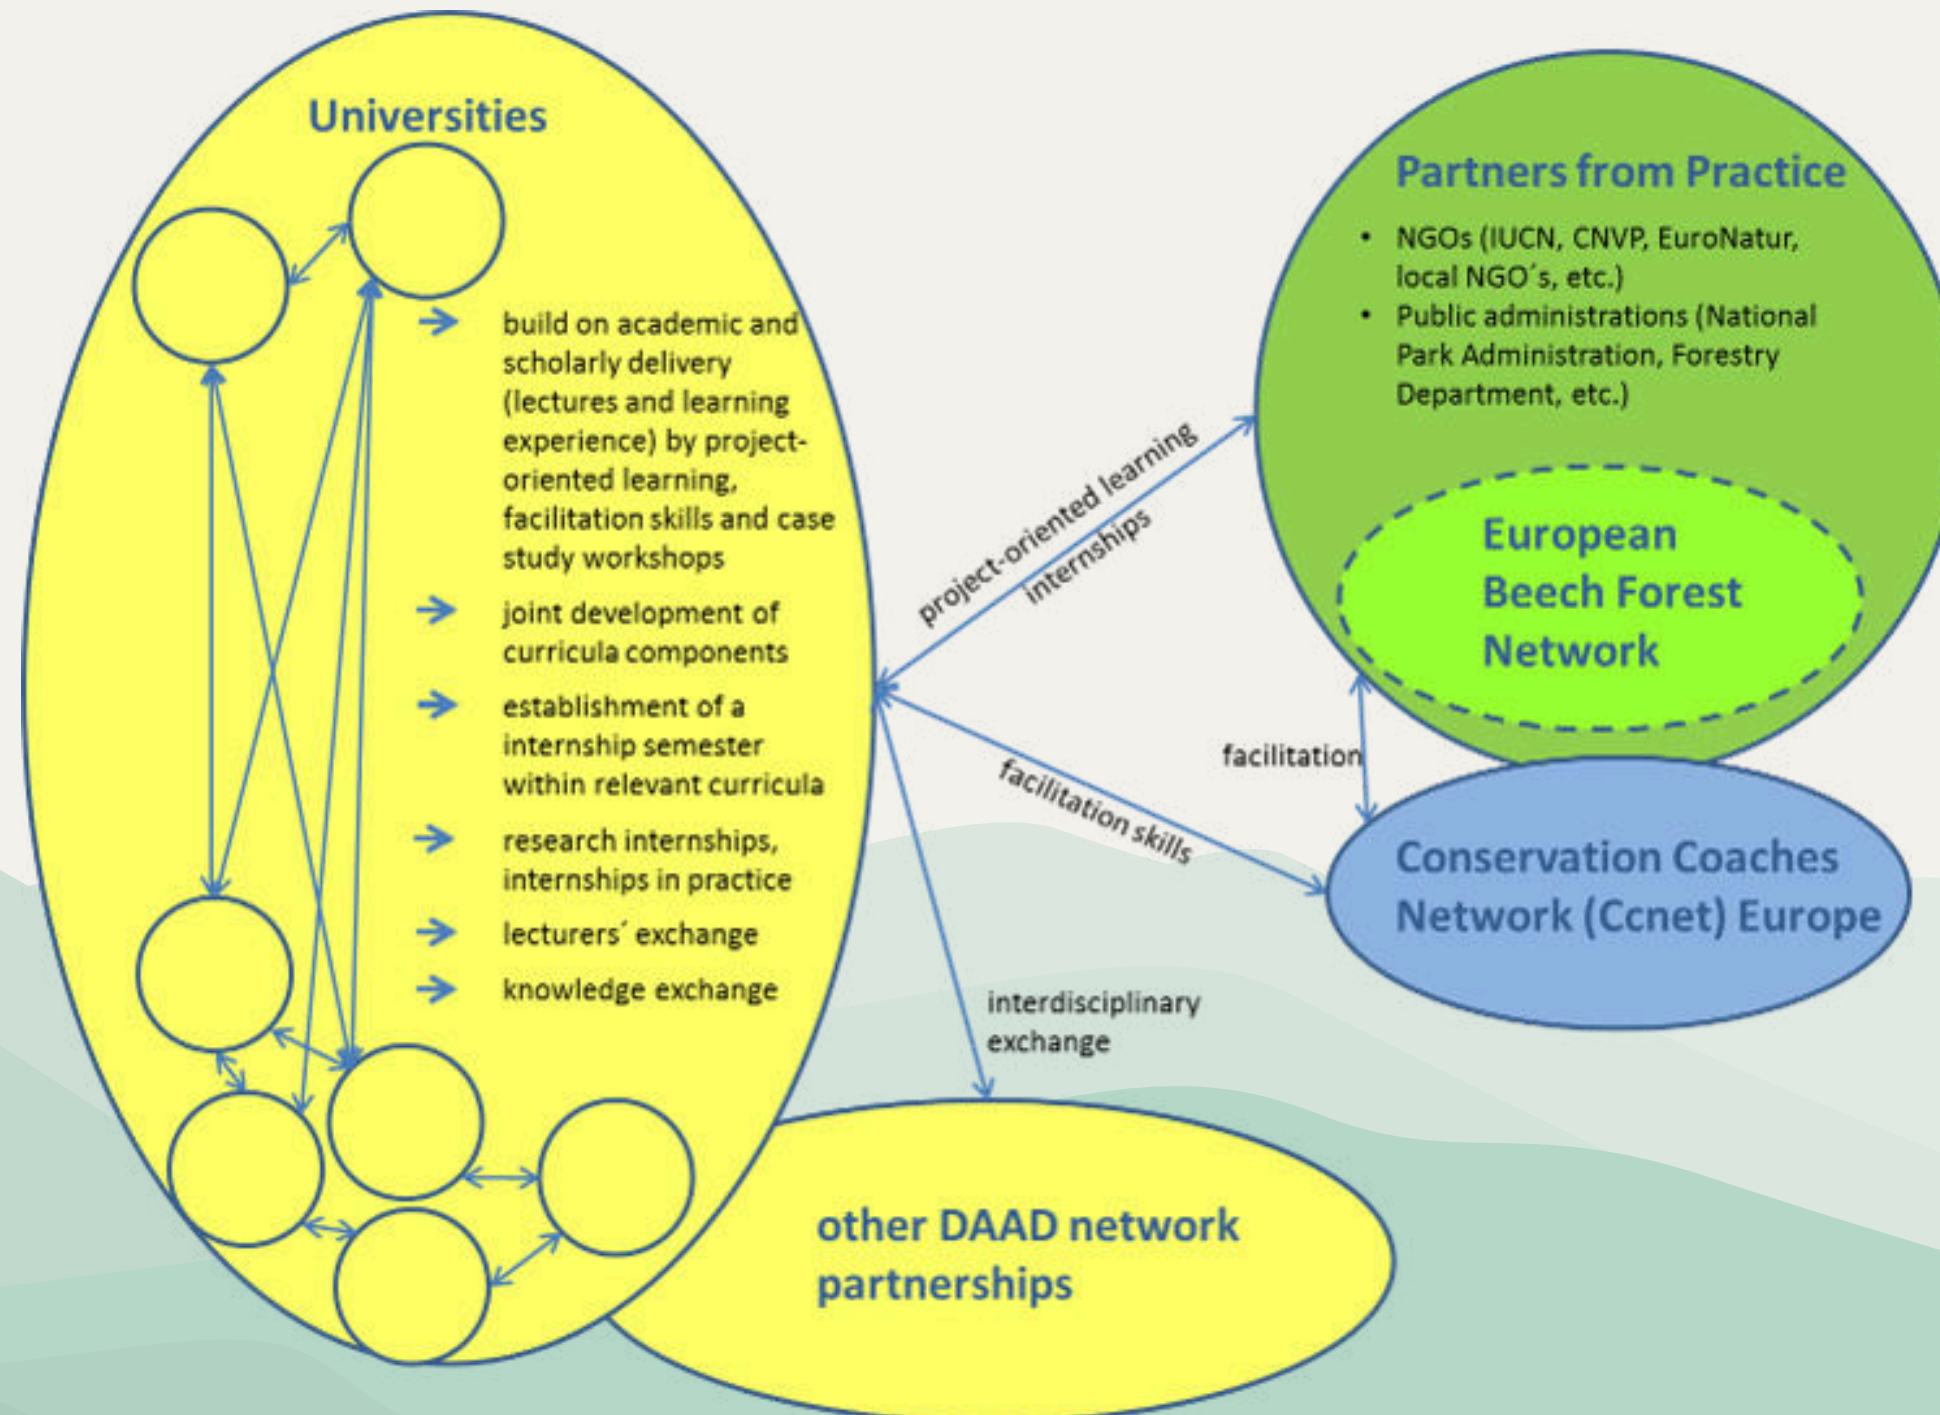 Universities
build on academic and
scholarly delivery
(lectures and learning
experience) by project-
oriented learning,
facilitation skills and case
study workshops
joint development of
curricula components
establishment of a
internship semester
within relevant curricula
research internships,
internships in practice
lecturers´ exchange
knowledge exchange
project-oriented learning
internships
facilitation skills
interdisciplinary
exchange
facilitation
Partners from Practice
• NGOs (IUCN, CNVP, EuroNatur,
local NGO´s, etc.)
• Public administrations (National
Park Administration, Forestry
Department, etc.)
European
Beech Forest
Network
Conservation Coaches
Network (Ccnet) Europe
other DAAD network
partnerships